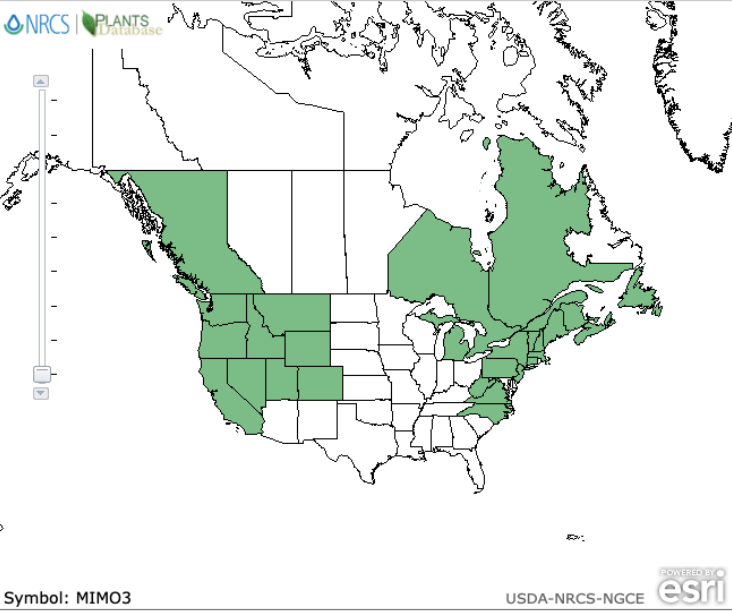 NRCS | PLANTS
Database
Symbol: MIMO3
USDA-NRCS-NGCE
POWERED BY
esri